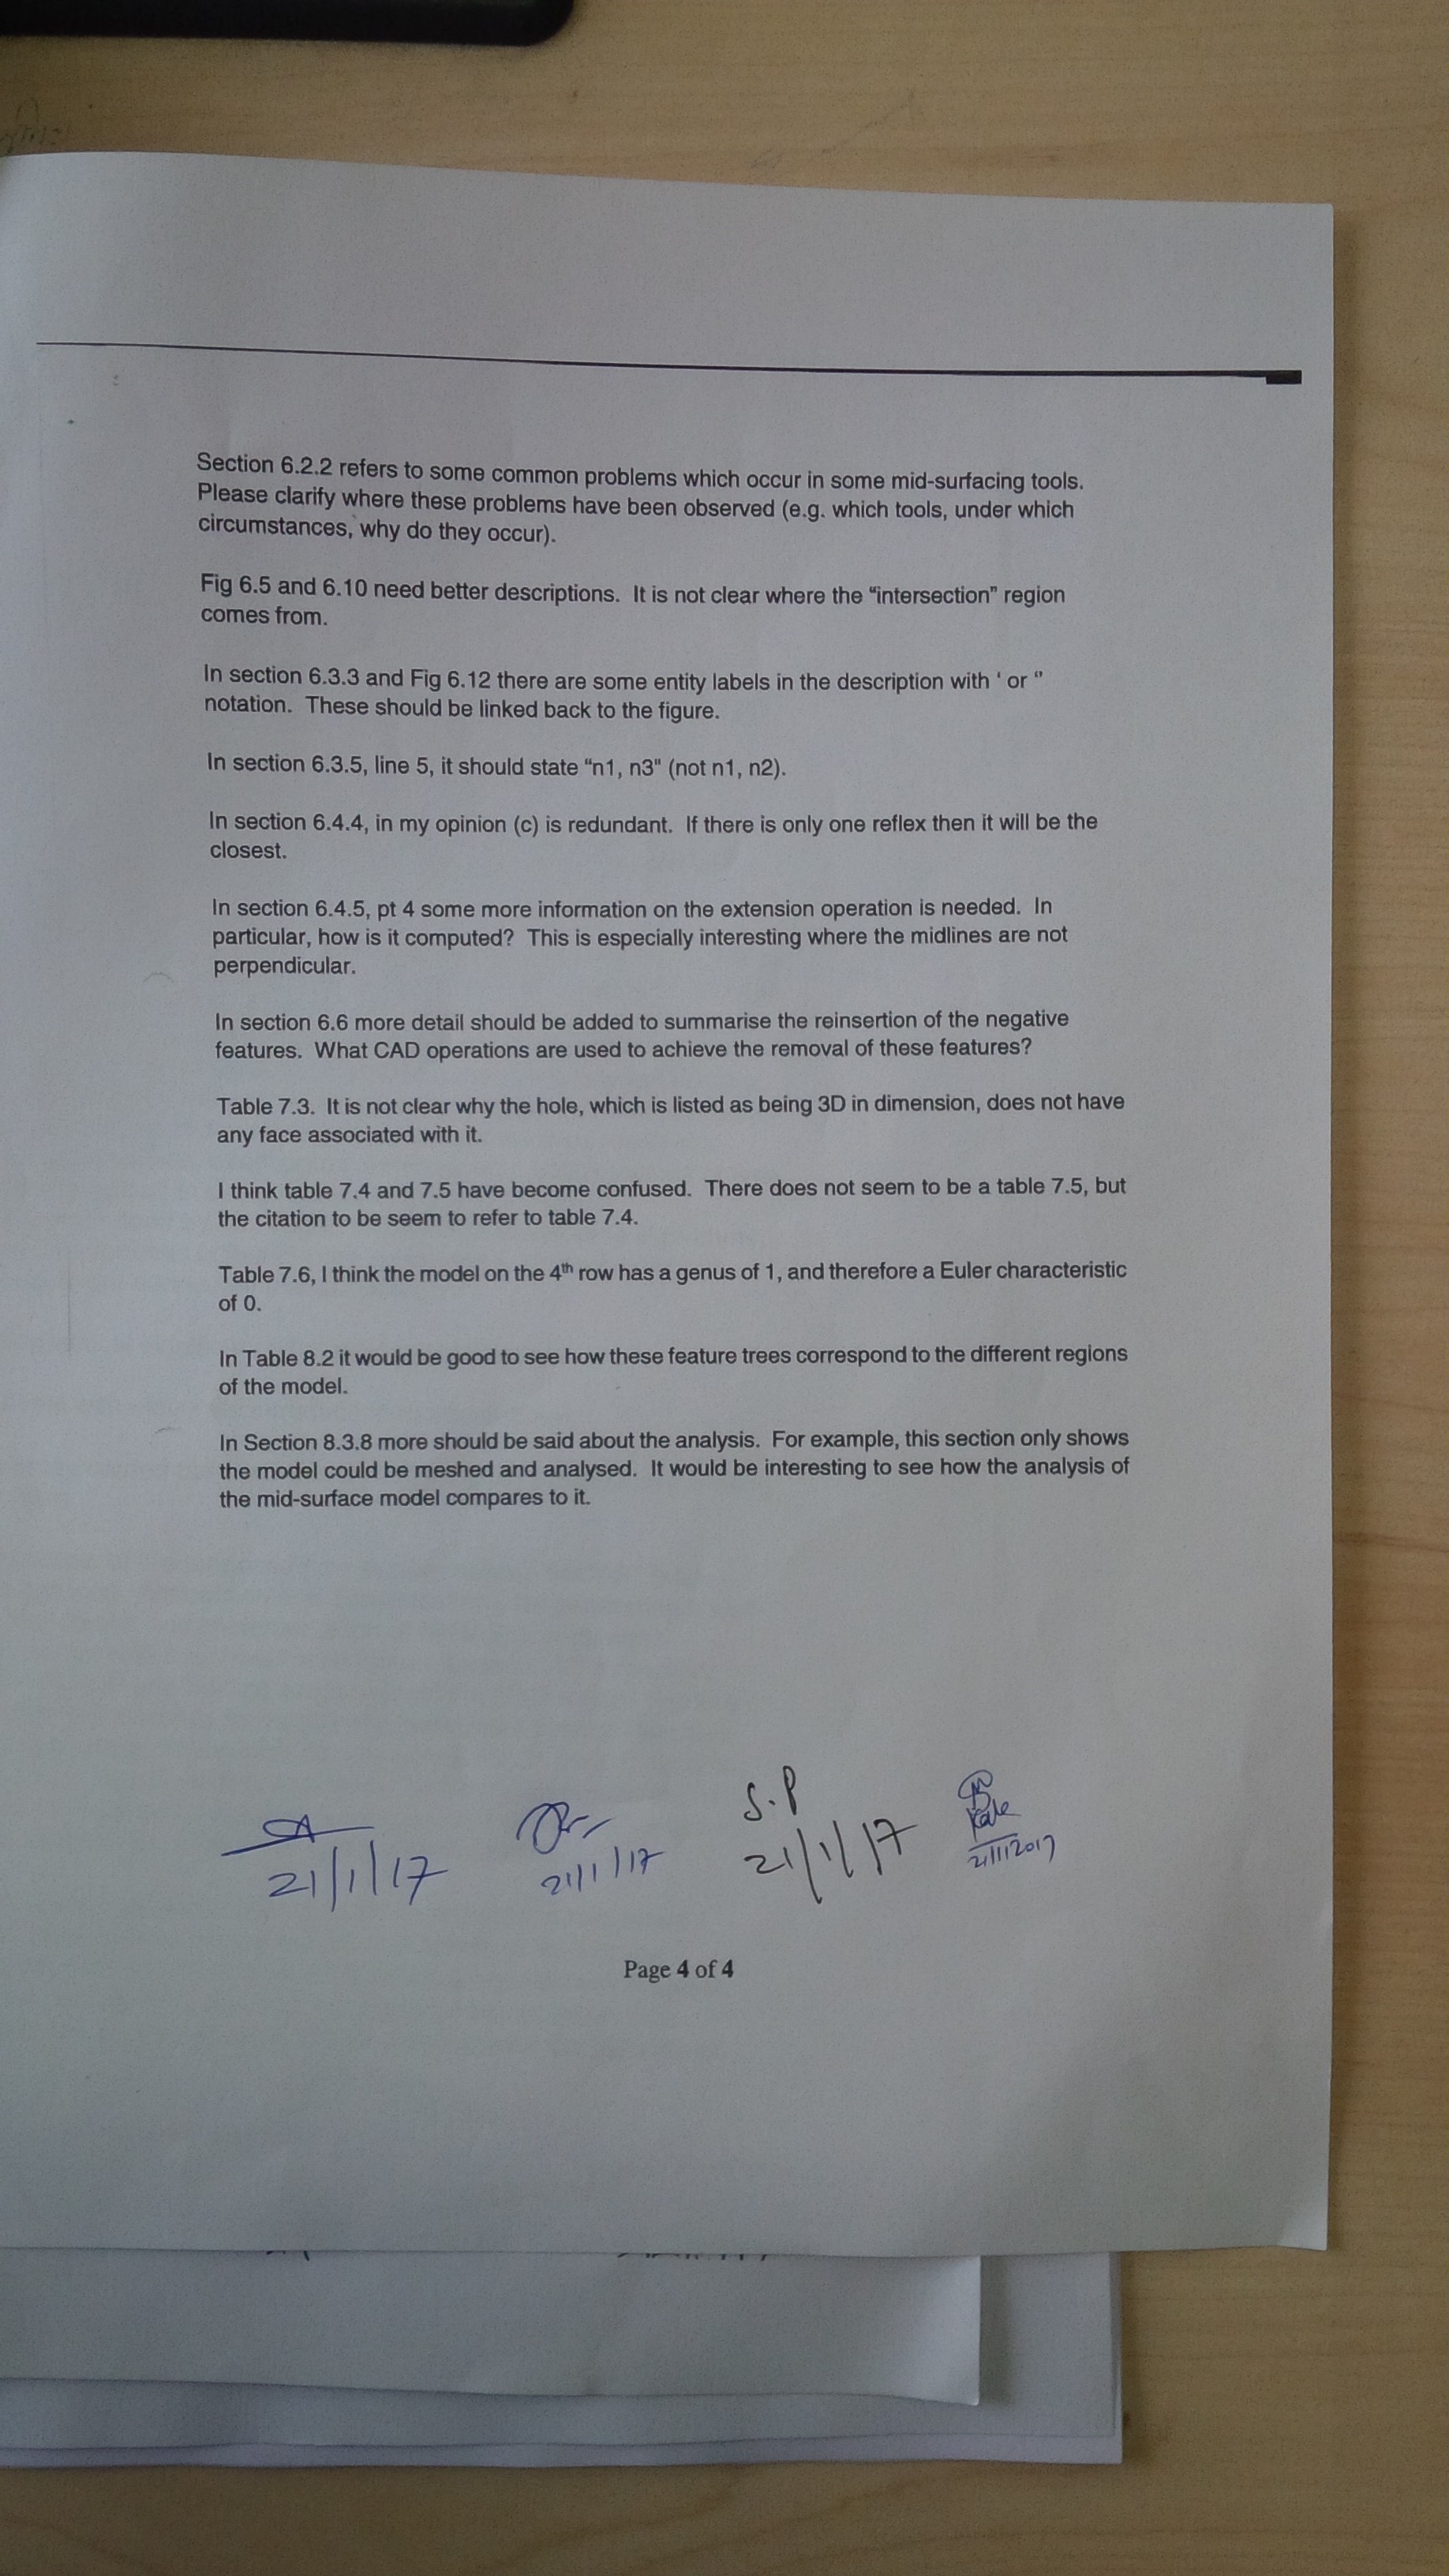 Section 6.2.2 refers to some common problems which occur in some mid-surfacing tools.
Please clarify where these problems have been observed (e.g. which tools, under which
circumstances, why do they occur).
Fig 6.5 and 6.10 need better descriptions. It is not clear where the “intersection” region
comes from.
In section 6.3.3 and Fig 6.12 there are some entity labels in the description with ‘ or “
notation. These should be linked back to the figure.
In section 6.3.5, line 5, it should state “n1, n3" (not n1, n2).
In section 6.4.4, in my opinion (c) is redundant. If there is only one reflex then it will be the
closest.
In section 6.4.5, pt 4 some more information on the extension operation is needed. In
particular, how is it computed? This is especially interesting where the midlines are not
perpendicular.
In section 6.6 more detail should be added to summarise the reinsertion of the negative
features. What CAD operations are used to achieve the removal of these features?
Table 7.3. It is not clear why the hole, which is listed as being 3D in dimension, does not have
any face associated with it.
I think table 7.4 and 7.5 have become confused. There does not seem to be a table 7.5, but
the citation to be seem to refer to table 7.4.
Table 7.6, I think the model on the 4th row has a genus of 1, and therefore a Euler characteristic
of 0.
In Table 8.2 it would be good to see how these feature trees correspond to the different regions
of the model.
In Section 8.3.8 more should be said about the analysis. For example, this section only shows
the model could be meshed and analysed. It would be interesting to see how the analysis of
the mid-surface model compares to it.
S.P
Kale
21/1/17 21/1/17 21/1/17 21/1/2017
Page 4 of 4